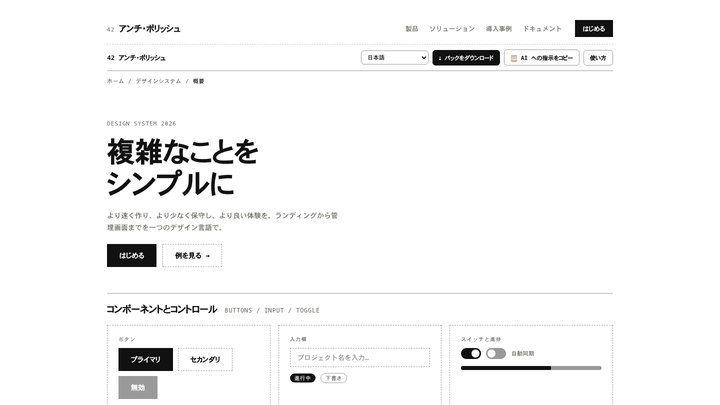 42 アンチ・ポリッシュ
製品 ソリューション 導入事例 ドキュメント はじめる
42 アンチ・ポリッシュ
日本語 ↓ パックをダウンロード 📋 AI への指示をコピー 使い方
ホーム / デザインシステム / 概要
DESIGN SYSTEM 2026
複雑なことを
シンプルに
より速く作り、より少なく保守し、より良い体験を。ランディングから管
理画面までを一つのデザイン言語で。
はじめる 例を見る →
コンポーネントとコントロール BUTTONS / INPUT / TOGGLE
ボタン
プライマリ セカンダリ
無効
入力欄
プロジェクト名を入力…
進行中 下書き
スイッチと進捗
自動同期